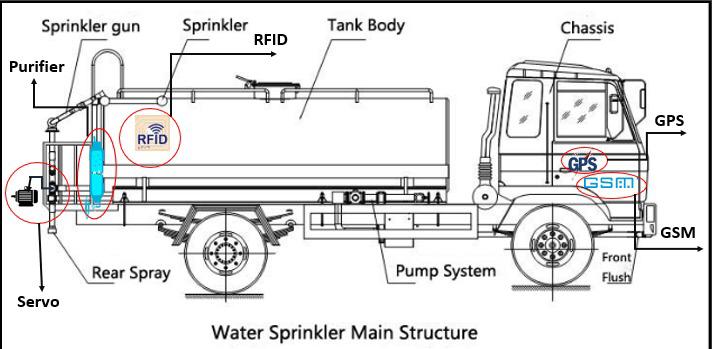 Sprinkler gun
Sprinkler
Tank Body
Chassis
RFID
Purifier
GPS
RFID
GPS
GSM
GSM
Rear Spray
Pump System
Front
Flush
Servo
Water Sprinkler Main Structure